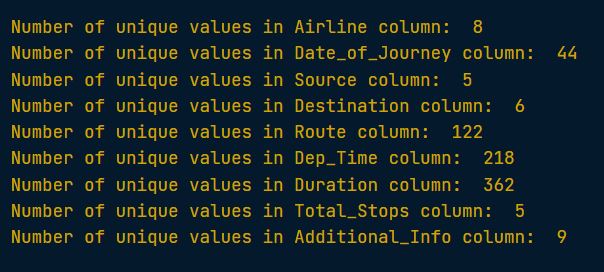 Number of unique values in Airline column:  8
Number of unique values in Date_of_Journey column:  44
Number of unique values in Source column:  5
Number of unique values in Destination column:  6
Number of unique values in Route column:  122
Number of unique values in Dep_Time column:  218
Number of unique values in Duration column:  362
Number of unique values in Total_Stops column:  5
Number of unique values in Additional_Info column:  9